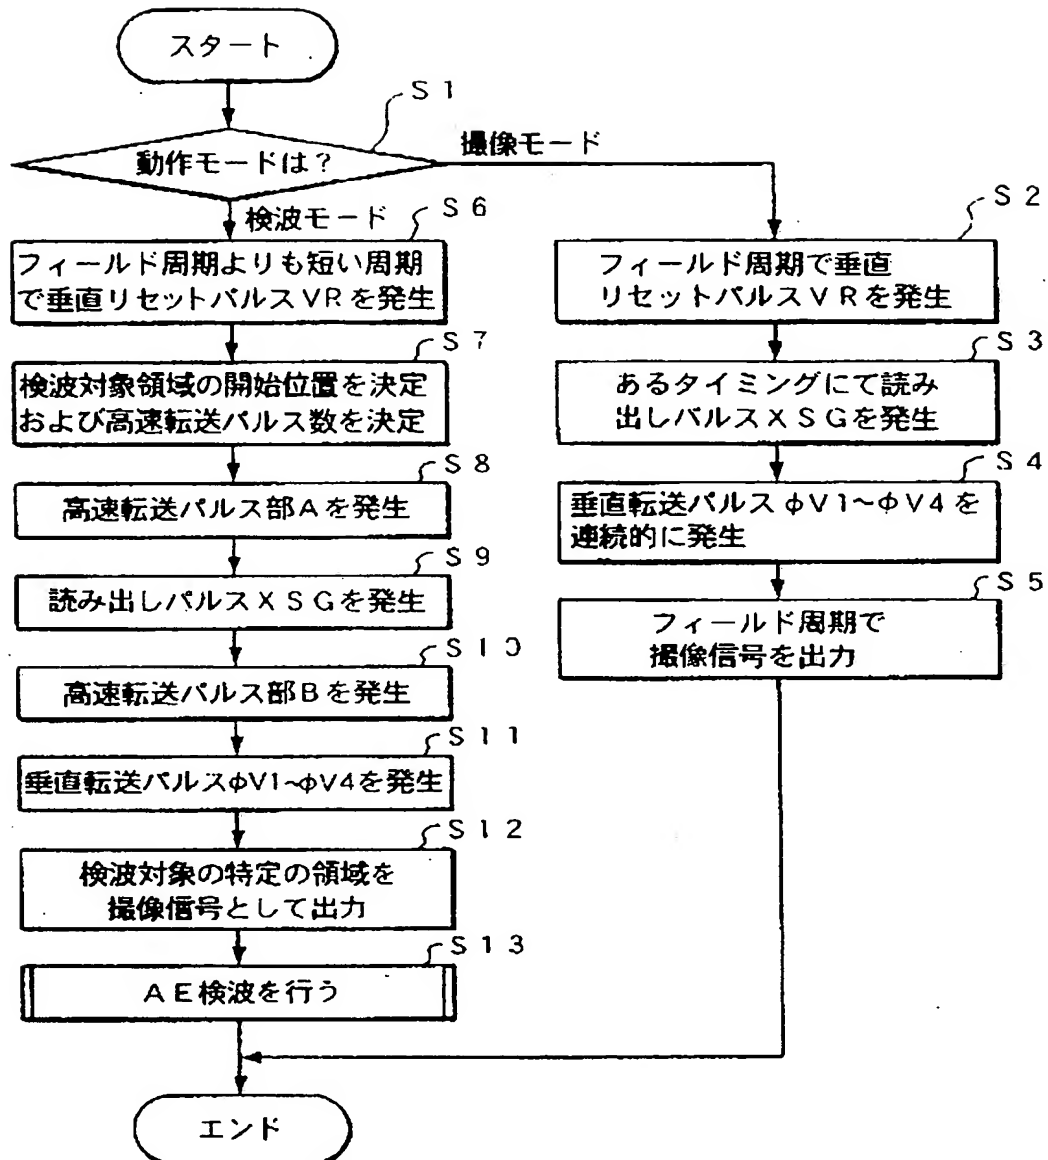 スタート
S1
動作モードは？
撮像モード
検波モード
S6
フィールド周期よりも短い周期
で垂直リセットパルスVRを発生
S7
検波対象領域の開始位置を決定
および高速転送パルス数を決定
S8
高速転送パルス部Aを発生
S9
読み出しパルスXSGを発生
S10
高速転送パルス部Bを発生
S11
垂直転送パルスφV1~φV4を発生
S12
検波対象の特定の領域を
撮像信号として出力
S13
AE検波を行う
S2
フィールド周期で垂直
リセットパルスVRを発生
S3
あるタイミングにて読み
出しパルスXSGを発生
S4
垂直転送パルスφV1~φV4を
連続的に発生
S5
フィールド周期で
撮像信号を出力
エンド